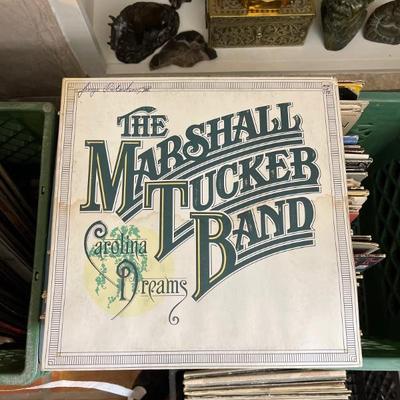 THE
MARSHALL
TUCKER
BAND
Carolina
Dreams